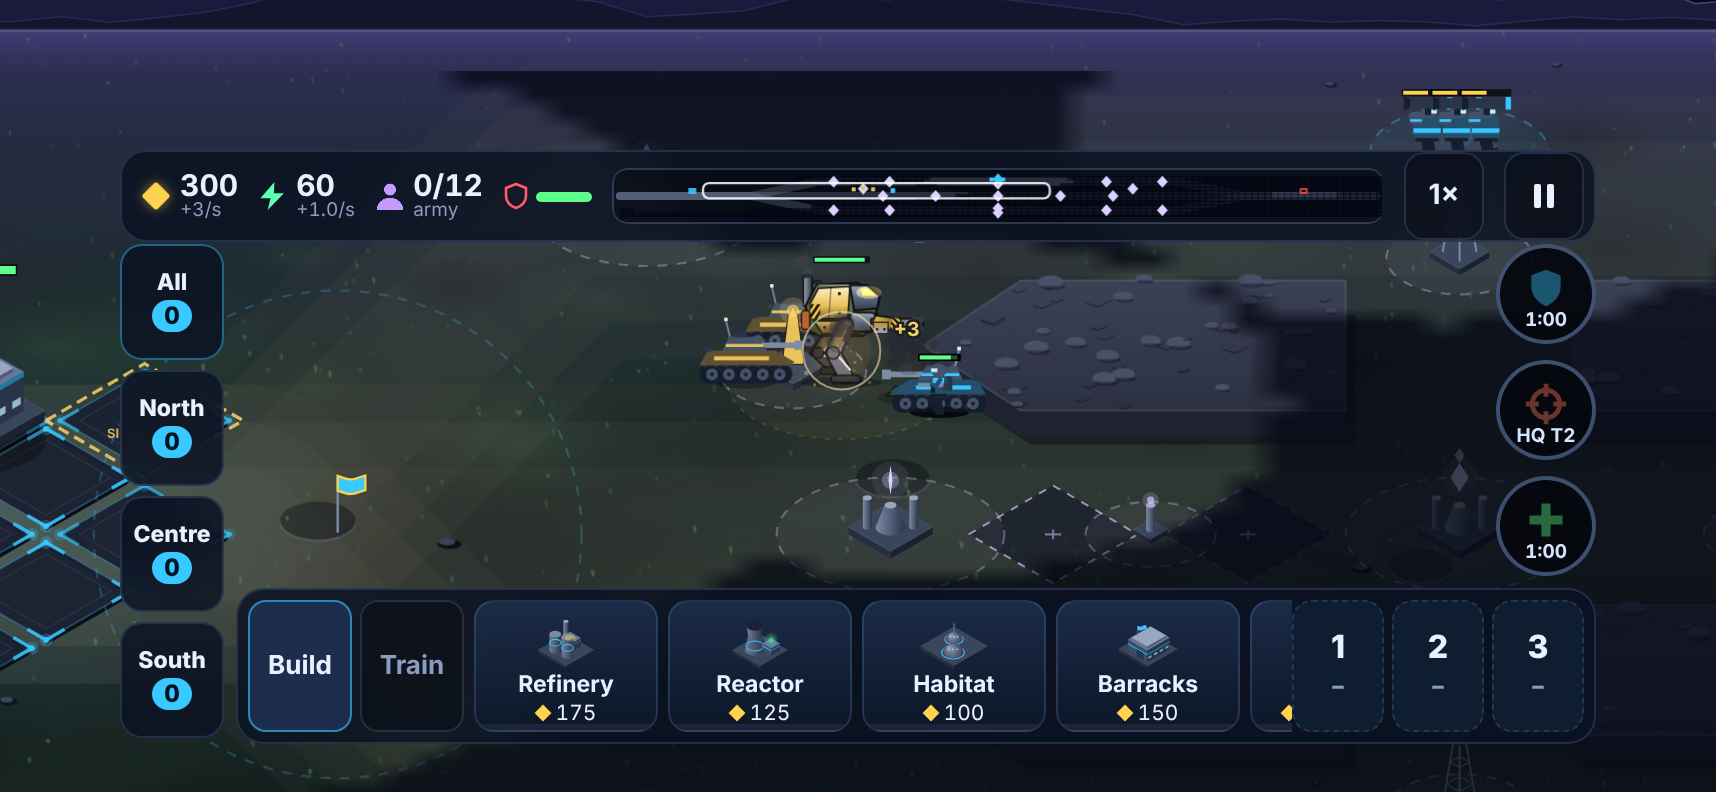 300
+3/s
60
+1.0/s
0/12
army
1×
All
0
1:00
+3
North
0
HQ T2
Centre
0
1:00
South
0
Build
Train
Refinery
175
Reactor
125
Habitat
100
Barracks
150
1
-
2
-
3
-